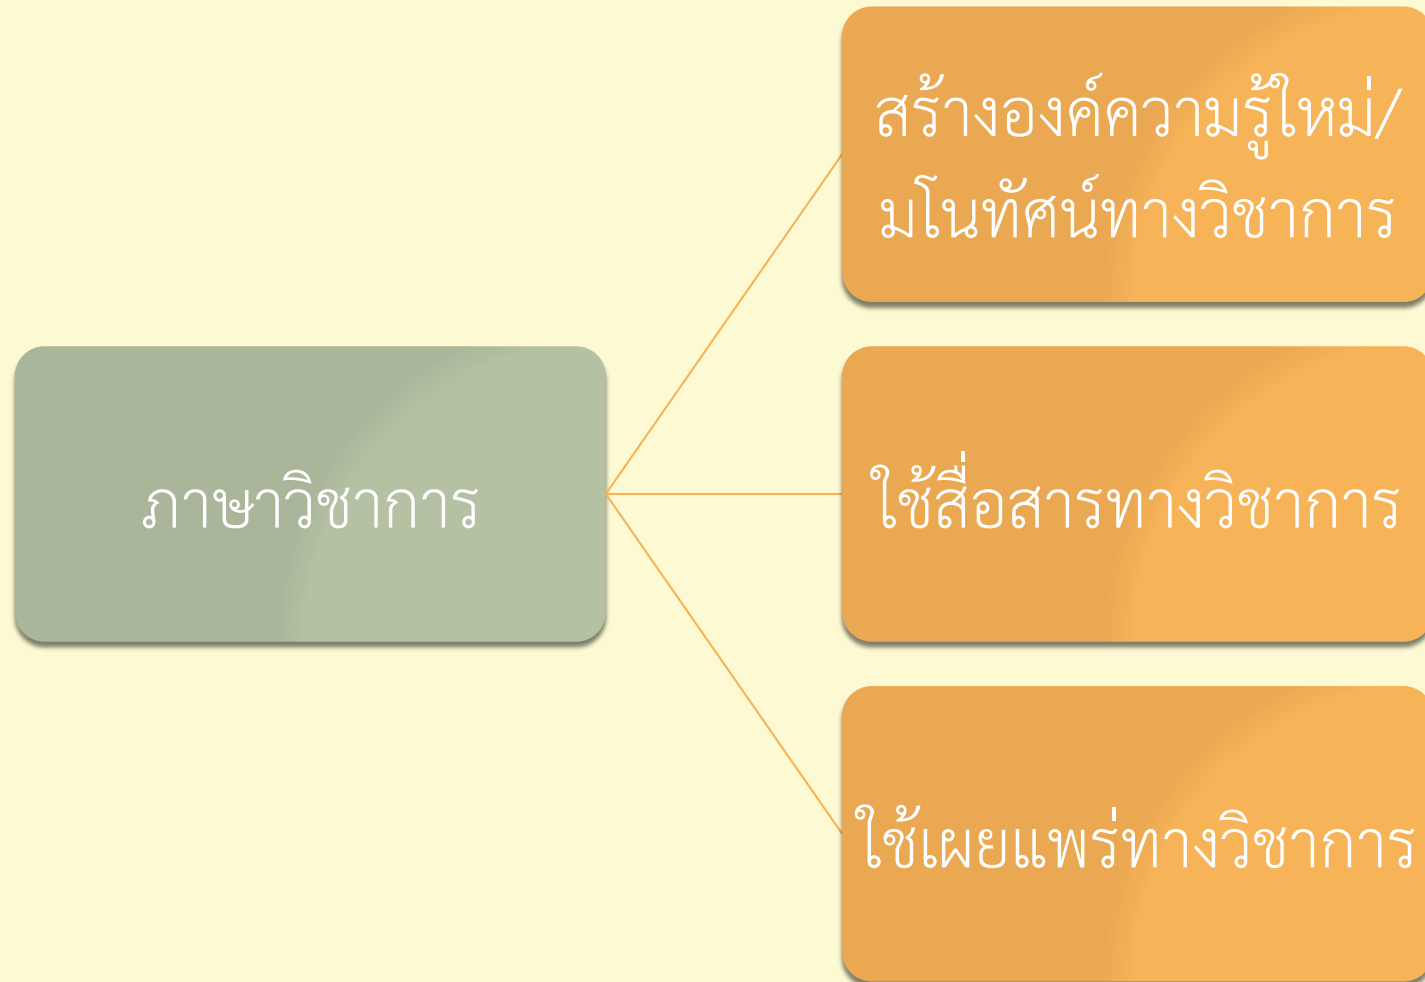 ภาษาวิชาการ
สร้างองค์ความรู้ใหม่/
มโนทัศน์ทางวิชาการ
ใช้สื่อสารทางวิชาการ
ใช้เผยแพร่ทางวิชาการ